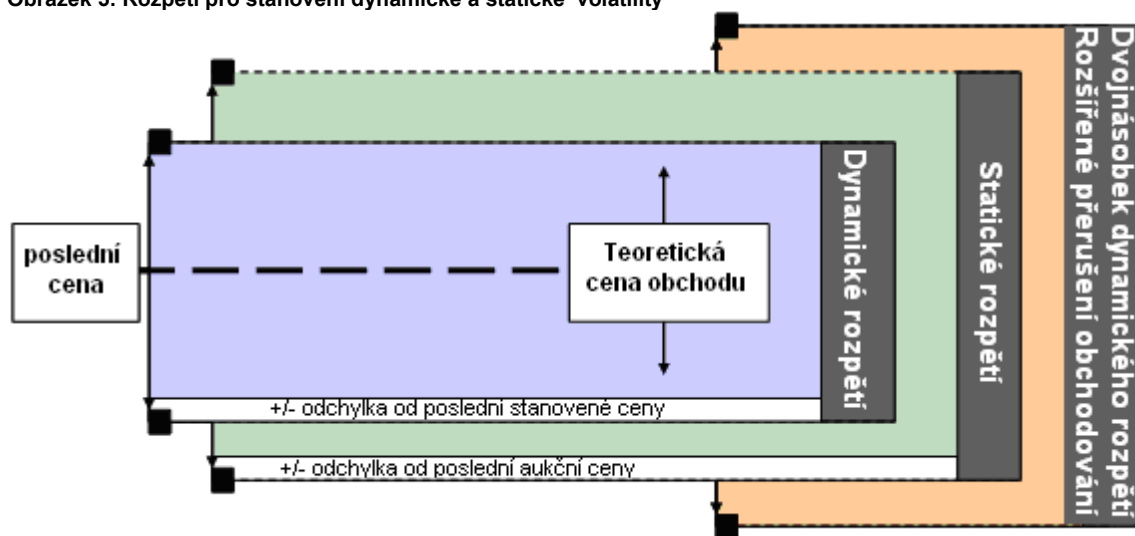 Obrázek 3: Rozpětí pro stanovení dynamické a statické volatility
poslední
cena
Teoretická
cena obchodu
+/- odchylka od poslední stanovené ceny
+/- odchylka od poslední aukční ceny
Dynamické rozpětí
Statické rozpětí
Dvojnásobek dynamického rozpětí
Rozšířené přerušení obchodování